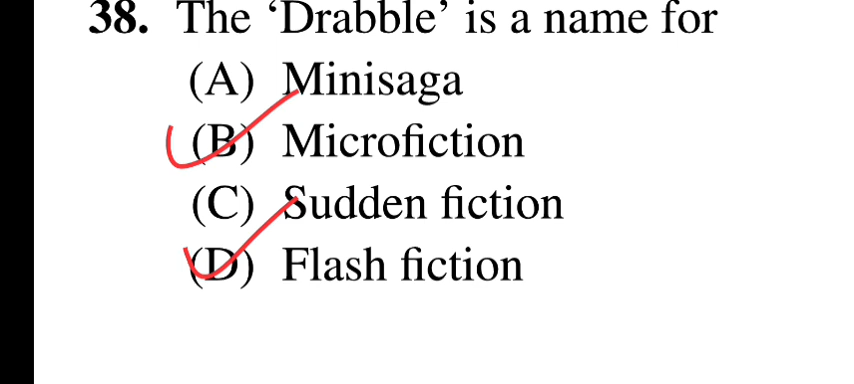 38. The ‘Drabble’ is a name for
(A) Minisaga
(B) Microfiction
(C) Sudden fiction
(D) Flash fiction